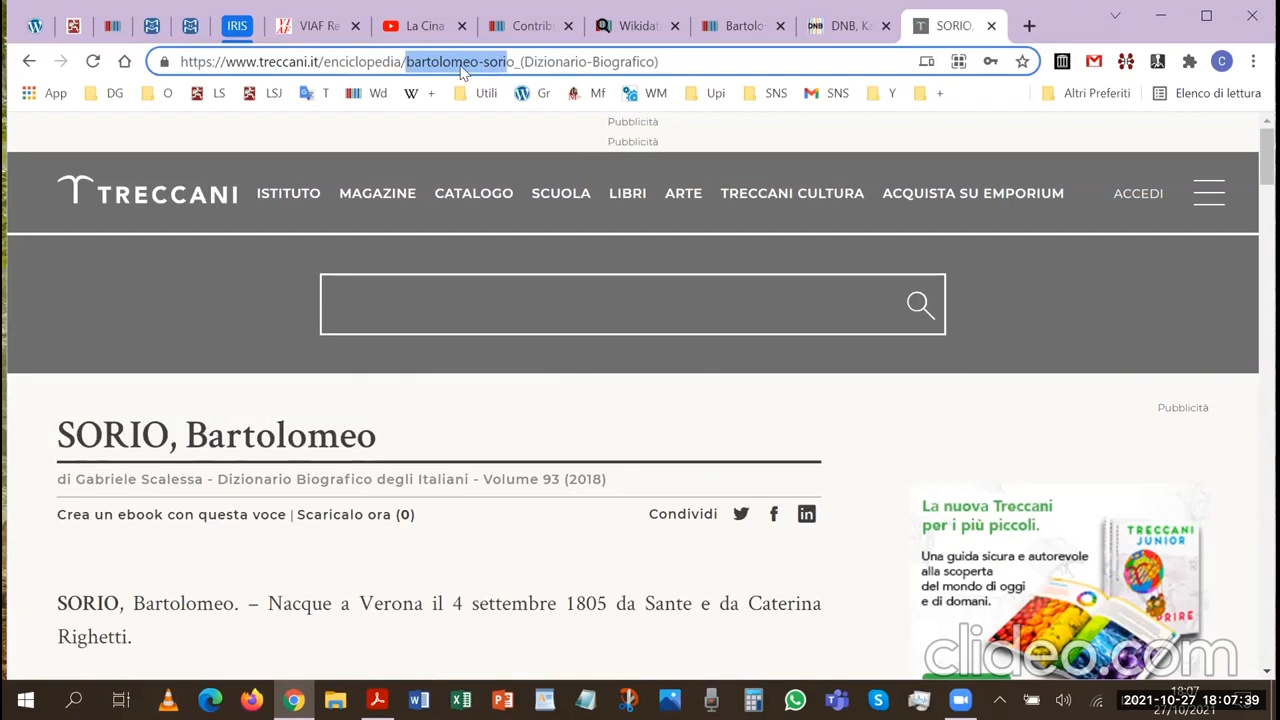 IRIS
VIAF Re
La Cina
Contrib
Wikidat
Bartolo
DNB, Ka
SORIO,
https://www.treccani.it/enciclopedia/bartolomeo-sorio_(Dizionario-Biografico)
C
App
DG
O
LS
LSJ
T
Wd
+
Utili
Gr
Mf
WM
Upi
SNS
SNS
Y
+
Altri Preferiti
Elenco di lettura
Pubblicità
Pubblicità
TRECCANI
ISTITUTO
MAGAZINE
CATALOGO
SCUOLA
LIBRI
ARTE
TRECCANI CULTURA
ACQUISTA SU EMPORIUM
ACCEDI
Pubblicità
SORIO, Bartolomeo
di Gabriele Scalessa - Dizionario Biografico degli Italiani - Volume 93 (2018)
Crea un ebook con questa voce | Scaricalo ora (0)
Condividi
SORIO, Bartolomeo. – Nacque a Verona il 4 settembre 1805 da Sante e da Caterina
Righetti.
La nuova Treccani
per i più piccoli.
Una guida sicura e autorevole
alla scoperta
del mondo di oggi
e di domani.
TRECCANI
JUNIOR
clideo.com
18:07
27/10/2021
2021-10-27 18:07:39